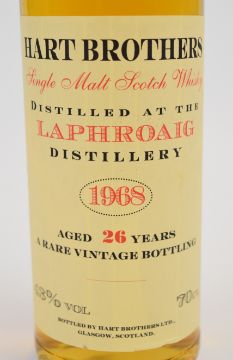 HART BROTHERS
Single Malt Scotch Whisky
DISTILLED AT THE
LAPHROAIG
DISTILLERY
1968
AGED 26 YEARS
A RARE VINTAGE BOTTLING
43% VOL 70cl
BOTTLED BY HART BROTHERS LTD.,
GLASGOW, SCOTLAND.